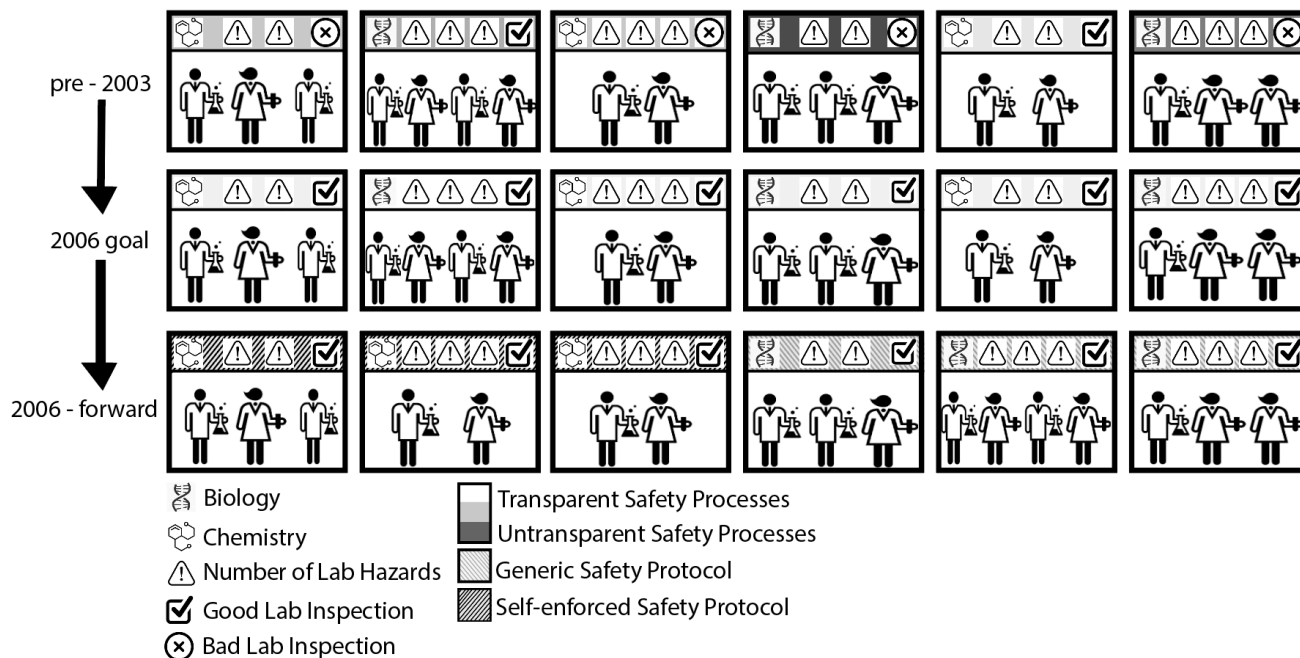 pre - 2003
2006 goal
2006 - forward
Biology
Chemistry
Number of Lab Hazards
Good Lab Inspection
Bad Lab Inspection
Transparent Safety Processes
Untransparent Safety Processes
Generic Safety Protocol
Self-enforced Safety Protocol